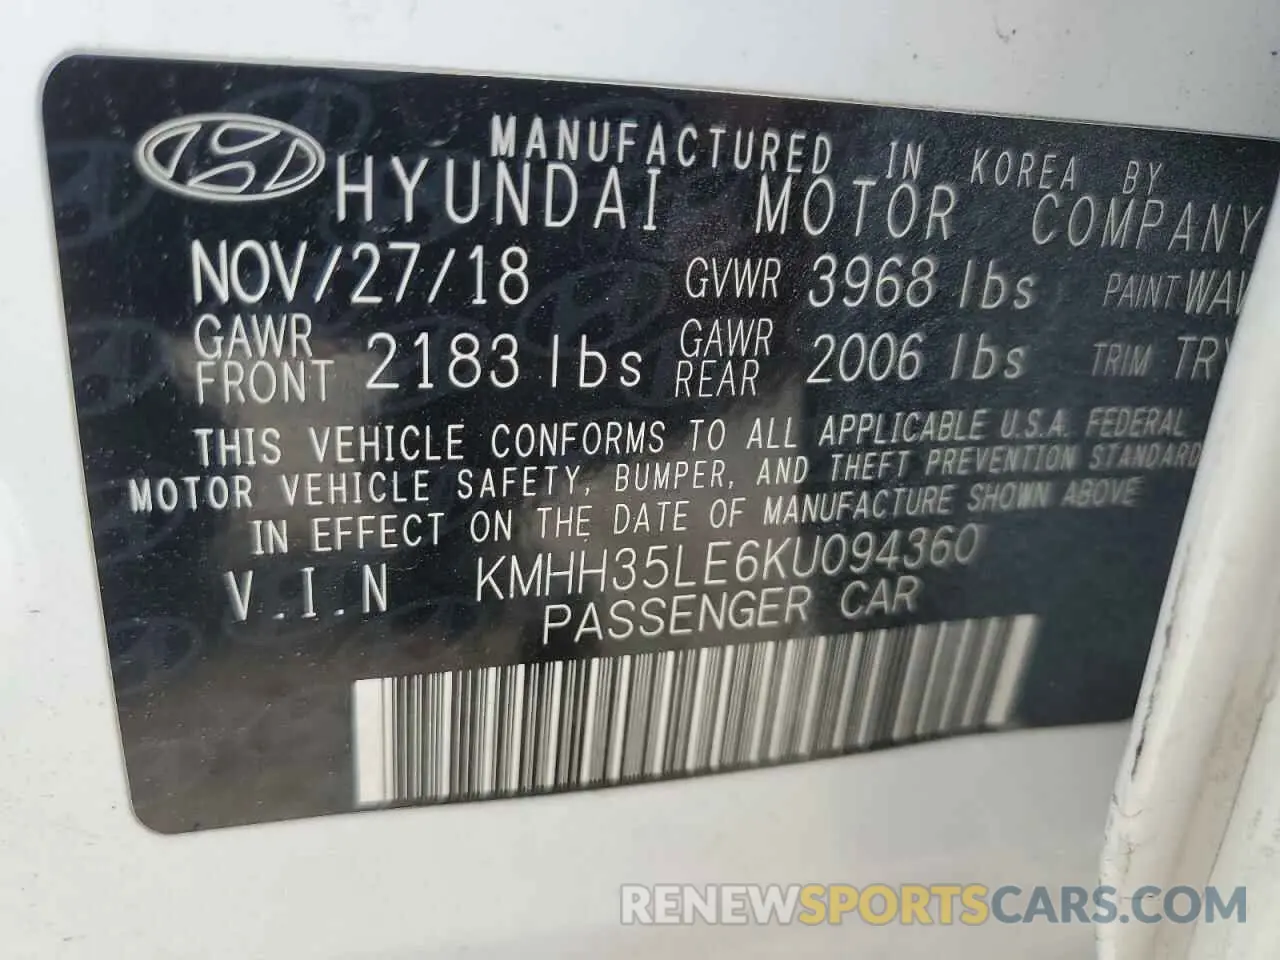 MANUFACTURED IN KOREA BY
HYUNDAI MOTOR COMPANY
NOV/27/18 GVWR 3968 lbs PAINT
GAWR FRONT 2183 lbs GAWR REAR 2006 lbs TRIM
THIS VEHICLE CONFORMS TO ALL APPLICABLE U.S.A. FEDERAL
MOTOR VEHICLE SAFETY, BUMPER, AND THEFT PREVENTION STANDARD
IN EFFECT ON THE DATE OF MANUFACTURE SHOWN ABOVE
V.I.N KMHH35LE6KU094360
PASSENGER CAR
RENEWSPORTSCARS.COM